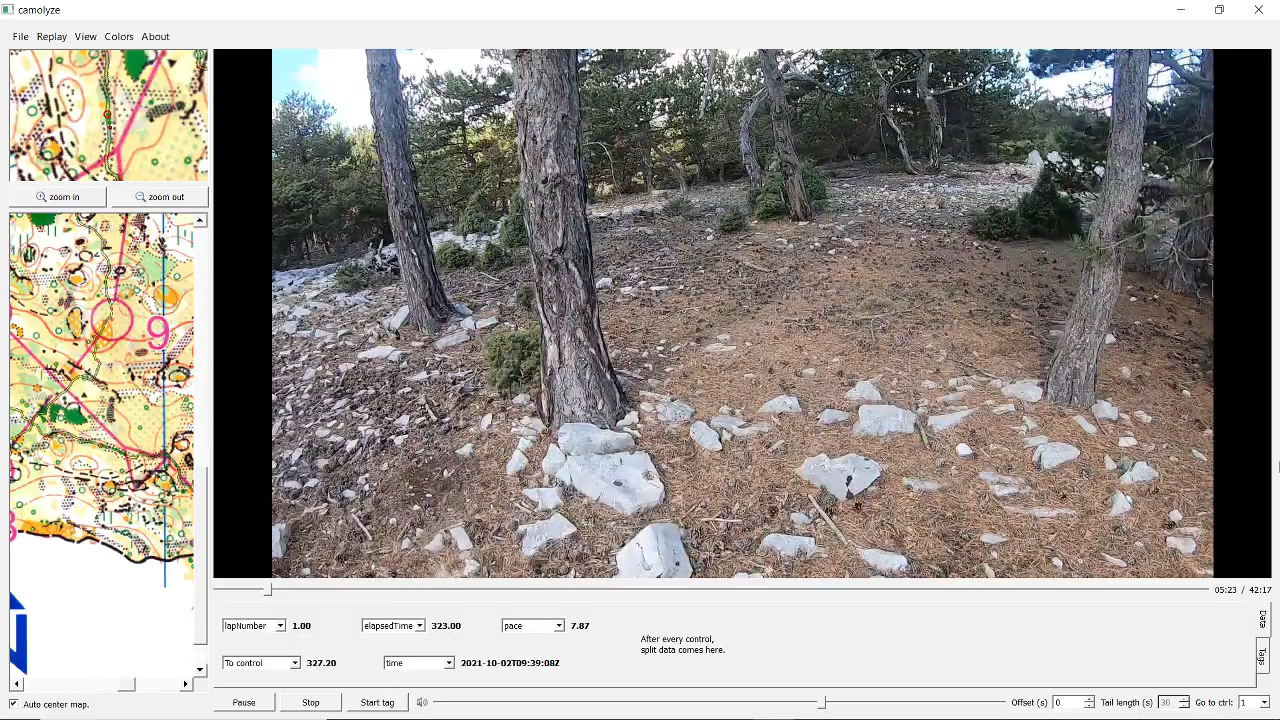 camolyze
File Replay View Colors About
zoom in zoom out
9
05:23 / 42:17
lapNumber 1.00 elapsedTime 323.00 pace 7.87
After every control,
split data comes here.
To control 327.20 time 2021-10-02T09:39:08Z
Data
Tags
Auto center map.
Pause Stop Start tag Offset (s) 0 Tail length (s) 30 Go to ctrl: 1